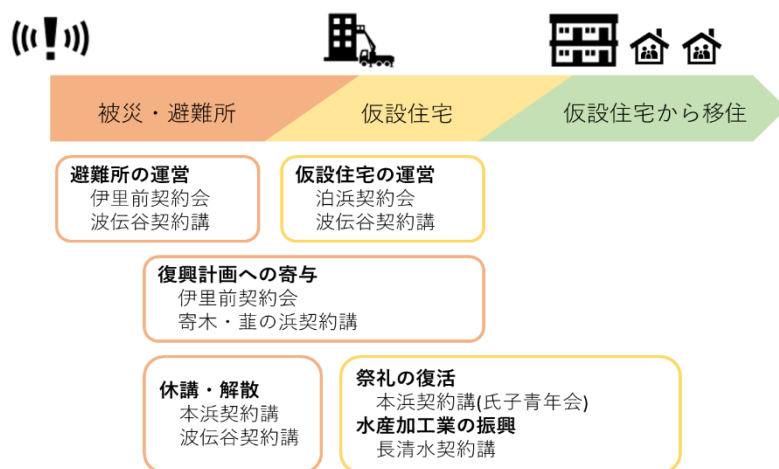 被災・避難所
仮設住宅
仮設住宅から移住
避難所の運営
伊里前契約会
波伝谷契約講
仮設住宅の運営
泊浜契約会
波伝谷契約講
復興計画への寄与
伊里前契約会
寄木・韮の浜契約講
休講・解散
本浜契約講
波伝谷契約講
祭礼の復活
本浜契約講(氏子青年会)
水産加工業の振興
長清水契約講